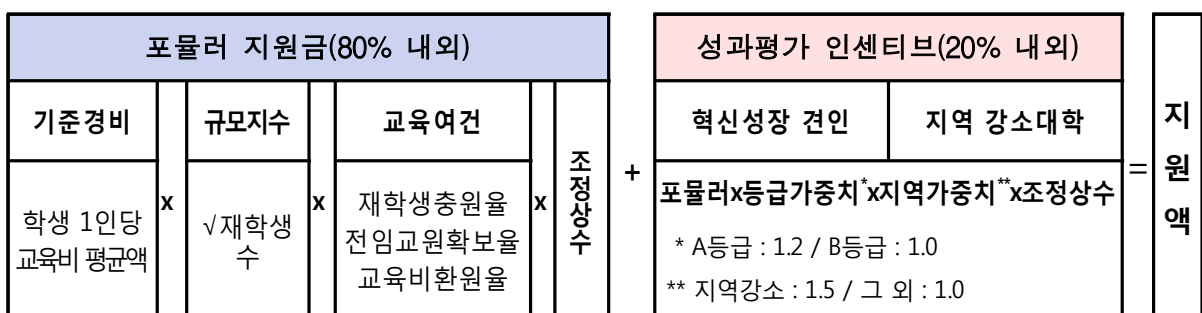 포뮬러 지원금(80% 내외)
기준경비
x
규모지수
x
교육여건
x
조정상수
학생 1인당
교육비 평균액
√재학생
수
재학생충원율
전임교원확보율
교육비환원율
+
성과평가 인센티브(20% 내외)
혁신성장 견인
지역 강소대학
포뮬러x등급가중치*x지역가중치**x조정상수
* A등급 : 1.2 / B등급 : 1.0
** 지역강소 : 1.5 / 그 외 : 1.0
=
지원액